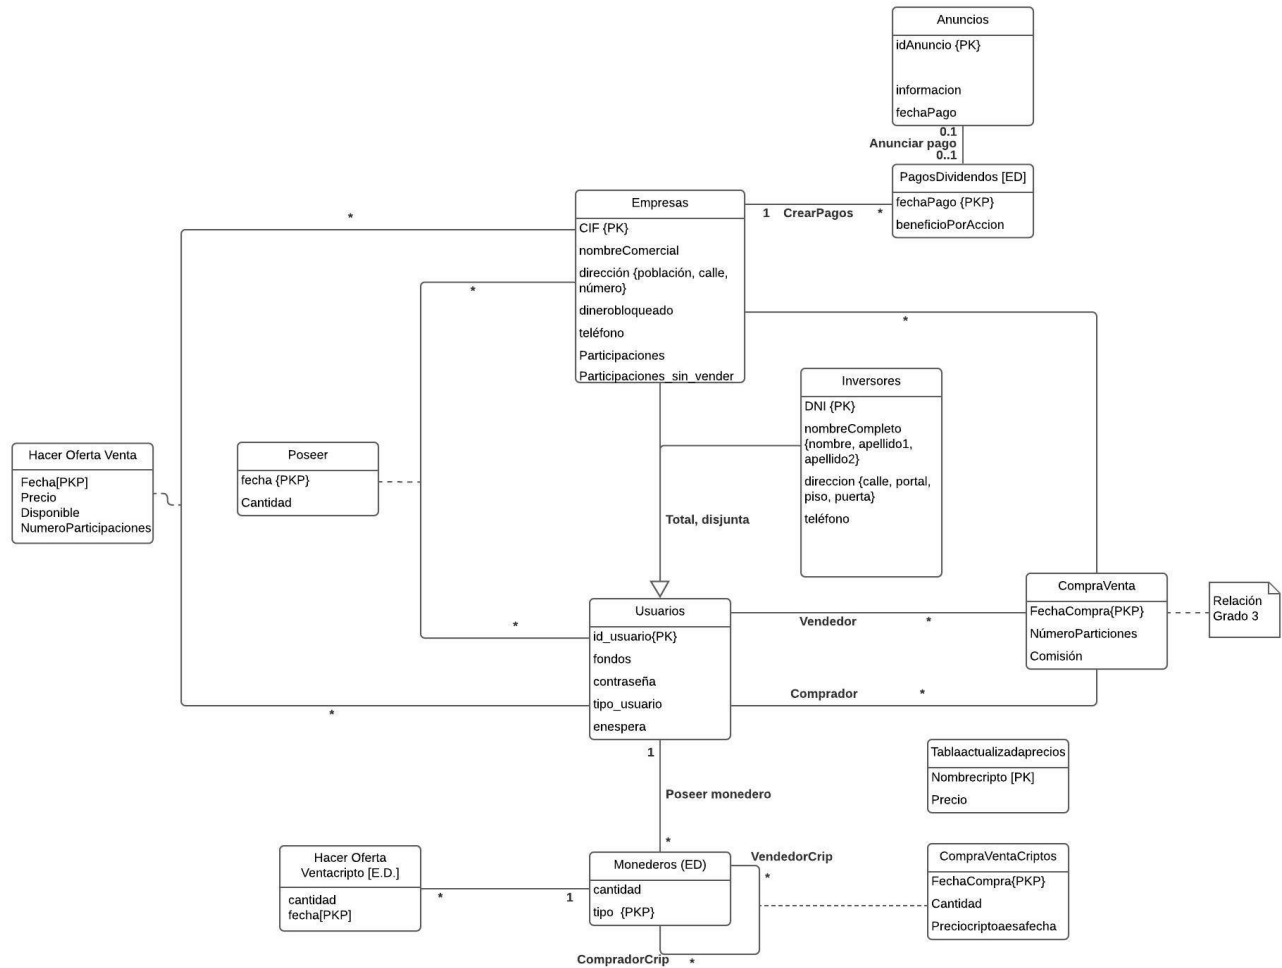 Anuncios
idAnuncio {PK}
informacion
fechaPago
0.1
Anunciar pago
0..1
PagosDividendos [ED]
fechaPago {PKP}
beneficioPorAccion
Empresas
CIF {PK}
nombreComercial
dirección {población, calle,
número}
dinerobloqueado
teléfono
Participaciones
Participaciones_sin_vender
1
CrearPagos
*
*
*
*
Inversores
DNI {PK}
nombreCompleto
{nombre, apellido1,
apellido2}
direccion {calle, portal,
piso, puerta}
teléfono
Hacer Oferta Venta
Fecha[PKP]
Precio
Disponible
NumeroParticipaciones
Poseer
fecha {PKP}
Cantidad
Total, disjunta
CompraVenta
FechaCompra{PKP}
NúmeroParticiones
Comisión
Relación
Grado 3
Usuarios
id_usuario{PK}
fondos
contraseña
tipo_usuario
enespera
*
*
Vendedor
*
Comprador
*
1
Poseer monedero
*
Tablaactualizadaprecios
Nombrecripto [PK]
Precio
Hacer Oferta
Ventacripto [E.D.]
cantidad
fecha[PKP]
*
1
Monederos (ED)
cantidad
tipo {PKP}
VendedorCrip
*
CompradorCrip
*
CompraVentaCriptos
FechaCompra{PKP}
Cantidad
Preciocriptoaesafecha